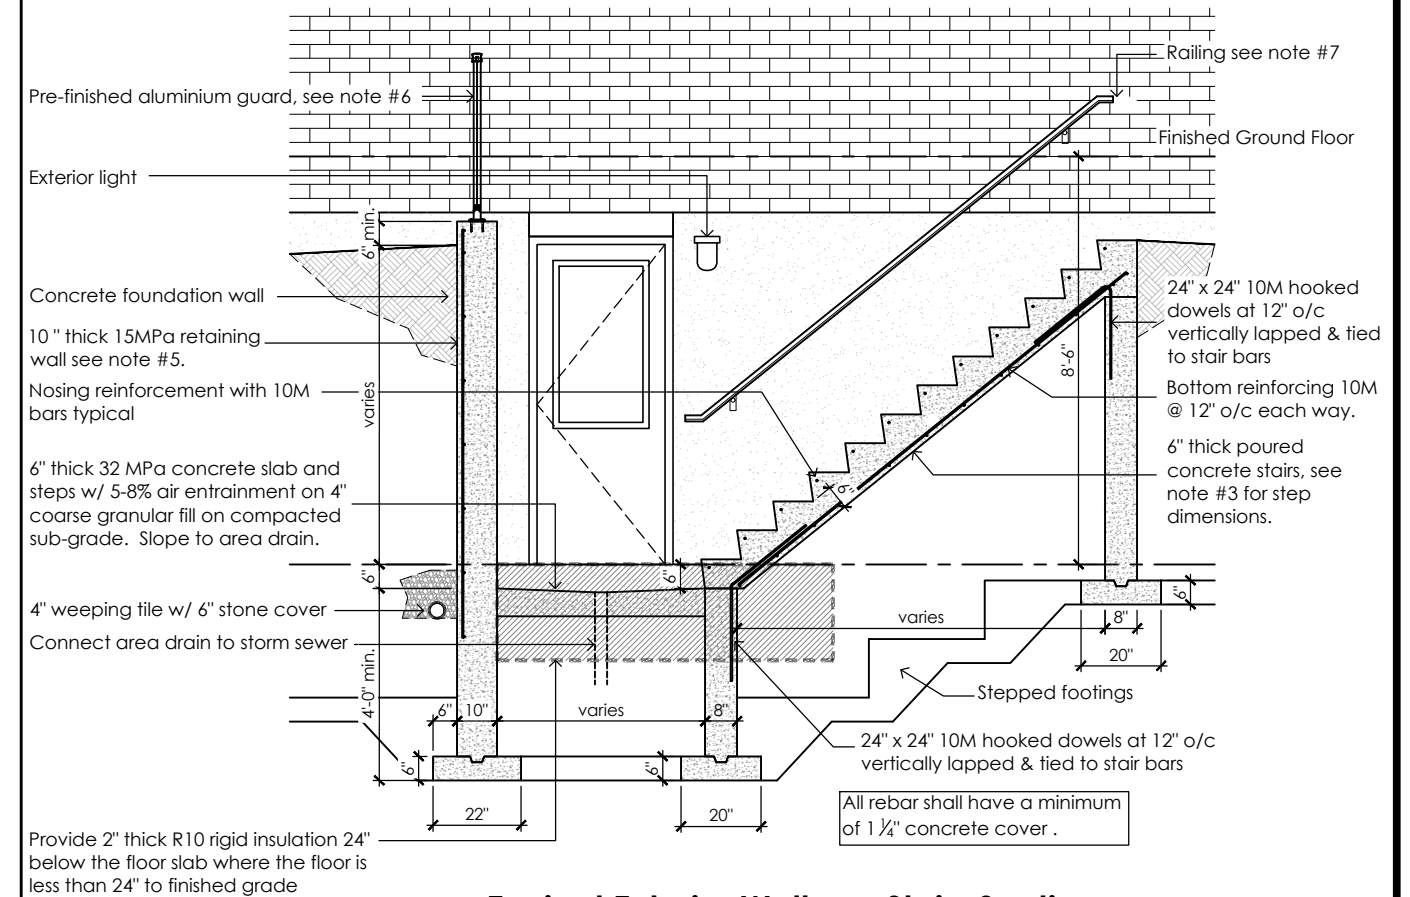 Railing see note #7
Pre-finished aluminium guard, see note #6
Finished Ground Floor
Exterior light
6" min.
Concrete foundation wall
24" x 24" 10M hooked
dowels at 12" o/c
vertically lapped & tied
to stair bars
10 " thick 15MPa retaining
wall see note #5.
8'-6"
Nosing reinforcement with 10M
bars typical
varies
Bottom reinforcing 10M
@ 12" o/c each way.
6" thick 32 MPa concrete slab and
steps w/ 5-8% air entrainment on 4"
coarse granular fill on compacted
sub-grade. Slope to area drain.
6" thick poured
concrete stairs, see
note #3 for step
dimensions.
6"
6"
6"
6"
4" weeping tile w/ 6" stone cover
varies
8"
Connect area drain to storm sewer
20"
4'-0" min.
Stepped footings
6"
10"
varies
8"
24" x 24" 10M hooked dowels at 12" o/c
vertically lapped & tied to stair bars
6"
6"
22"
20"
All rebar shall have a minimum
of 1 1/4" concrete cover .
Provide 2" thick R10 rigid insulation 24"
below the floor slab where the floor is
less than 24" to finished grade